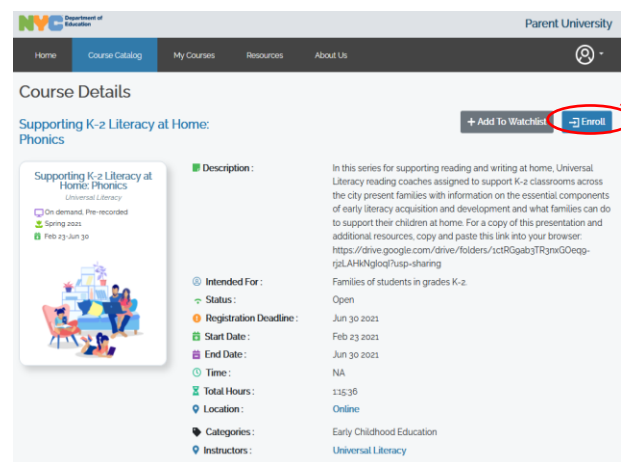 NYC Department of Education
Parent University
Home Course Catalog My Courses Resources About Us
Course Details
Supporting K-2 Literacy at Home: Phonics
+ Add To Watchlist
Enroll
Supporting K-2 Literacy at
Home: Phonics
Universal Literacy
On demand, Pre-recorded
Spring 2021
Feb 23-Jun 30
Description :
In this series for supporting reading and writing at home, Universal
Literacy reading coaches assigned to support K-2 classrooms across
the city present families with information on the essential components
of early literacy acquisition and development and what families can do
to support their children at home. For a copy of this presentation and
additional resources, copy and paste this link into your browser:
https://drive.google.com/drive/folders/1ctRGgab3TR3nxGOeq9-
rjzLAHkNgloql?usp=sharing
Intended For : Families of students in grades K-2.
Status : Open
Registration Deadline : Jun 30 2021
Start Date : Feb 23 2021
End Date : Jun 30 2021
Time : NA
Total Hours : 1:15:36
Location : Online
Categories : Early Childhood Education
Instructors : Universal Literacy